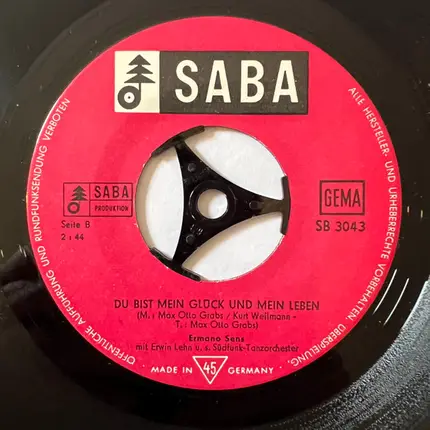 SABA
SABA
PRODUKTION
Seite B
2 : 44
GEMA
SB 3043
DU BIST MEIN GLÜCK UND MEIN LEBEN
(M.: Max Otto Grabs / Kurt Wellmann -
T.: Max Otto Grabs)
Ermano Sens
mit Erwin Lehn u. s. Südfunk-Tanzorchester
MADE IN 45 GERMANY
ALLE HERSTELLER- UND URHEBERRECHTE VORBEHALTEN. ÜBERSPIELUNG,
ÖFFENTLICHE AUFFÜHRUNG UND RUNDFUNKSENDUNG VERBOTEN